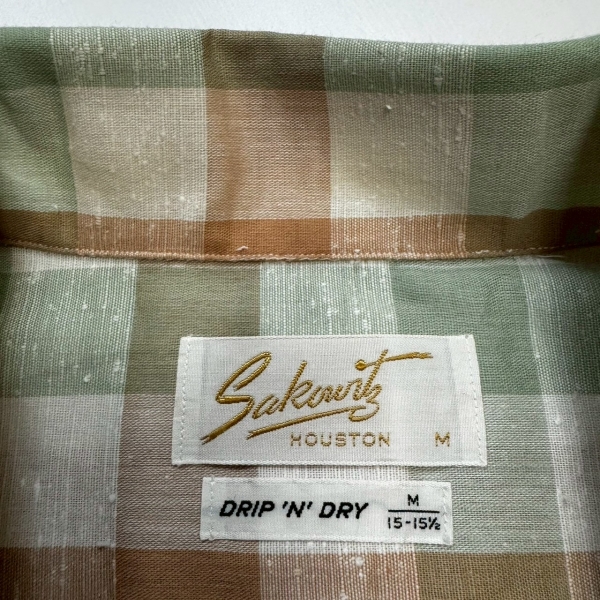 Sakowitz
HOUSTON M
DRIP 'N' DRY M
15-15½